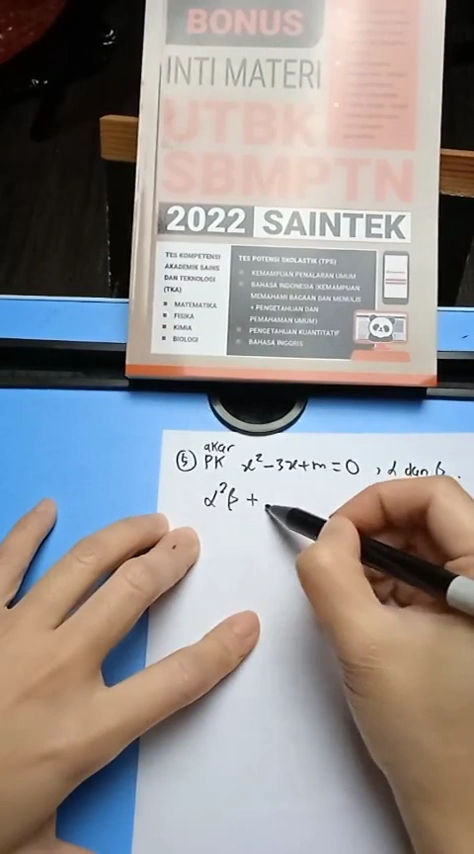 BONUS
INTI MATERI
UTBK
SBMPTN
2022 SAINTEK
TES KOMPETENSI
AKADEMIK SAINS
DAN TEKNOLOGI
(TKA)
MATEMATIKA
FISIKA
KIMIA
BIOLOGI
TES POTENSI SKOLASTIK (TPS)
KEMAMPUAN PENALARAN UMUM
BAHASA INDONESIA (KEMAMPUAN
MEMAHAMI BACAAN DAN MENULIS
+ PENGETAHUAN DAN
PEMAHAMAN UMUM)
PENGETAHUAN KUANTITATIF
BAHASA INGGRIS
akar
⑤ PK x² - 3x + m = 0 , α dan β.
α²β +